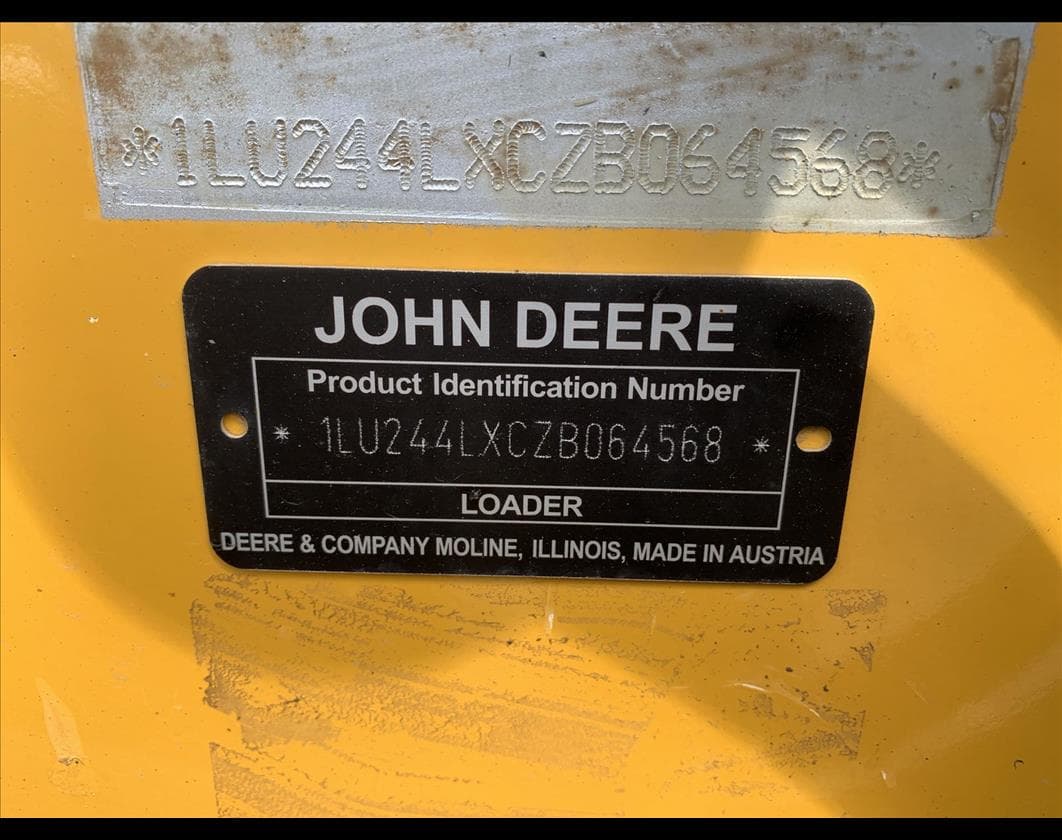 *1LU244LXCZB064568*
JOHN DEERE
Product Identification Number
* 1LU244LXCZB064568 *
LOADER
DEERE & COMPANY MOLINE, ILLINOIS, MADE IN AUSTRIA